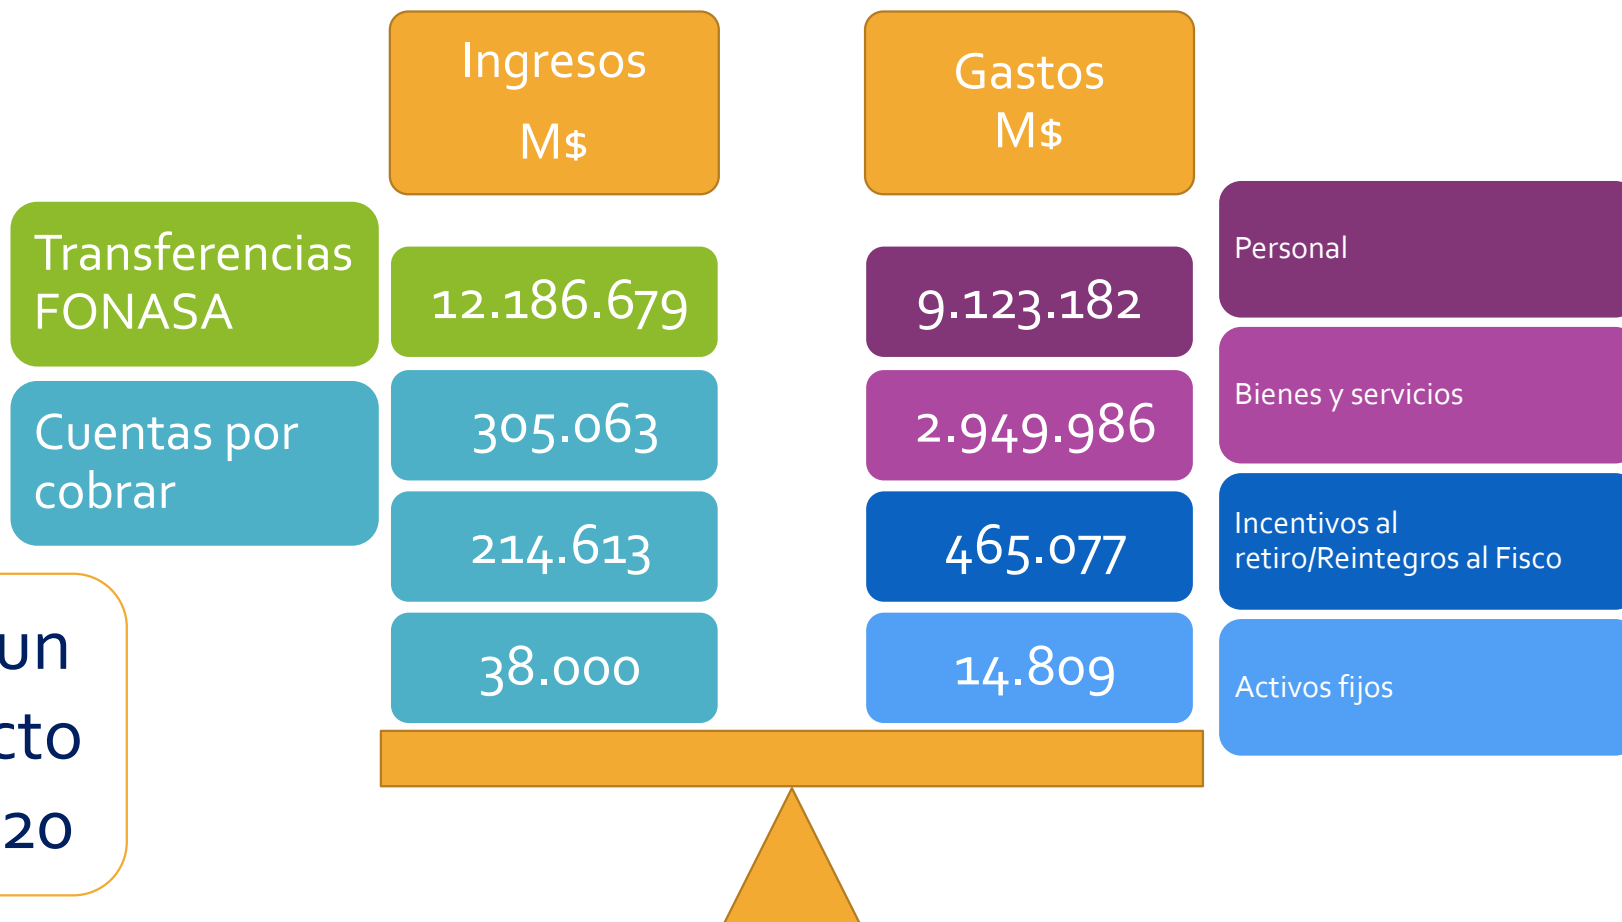 Ingresos
M$
Gastos
M$
Transferencias
FONASA
12.186.679
9.123.182
Personal
Cuentas por
cobrar
305.063
2.949.986
Bienes y servicios
214.613
465.077
Incentivos al
retiro/Reintegros al Fisco
38.000
14.809
Activos fijos
un
cto
20